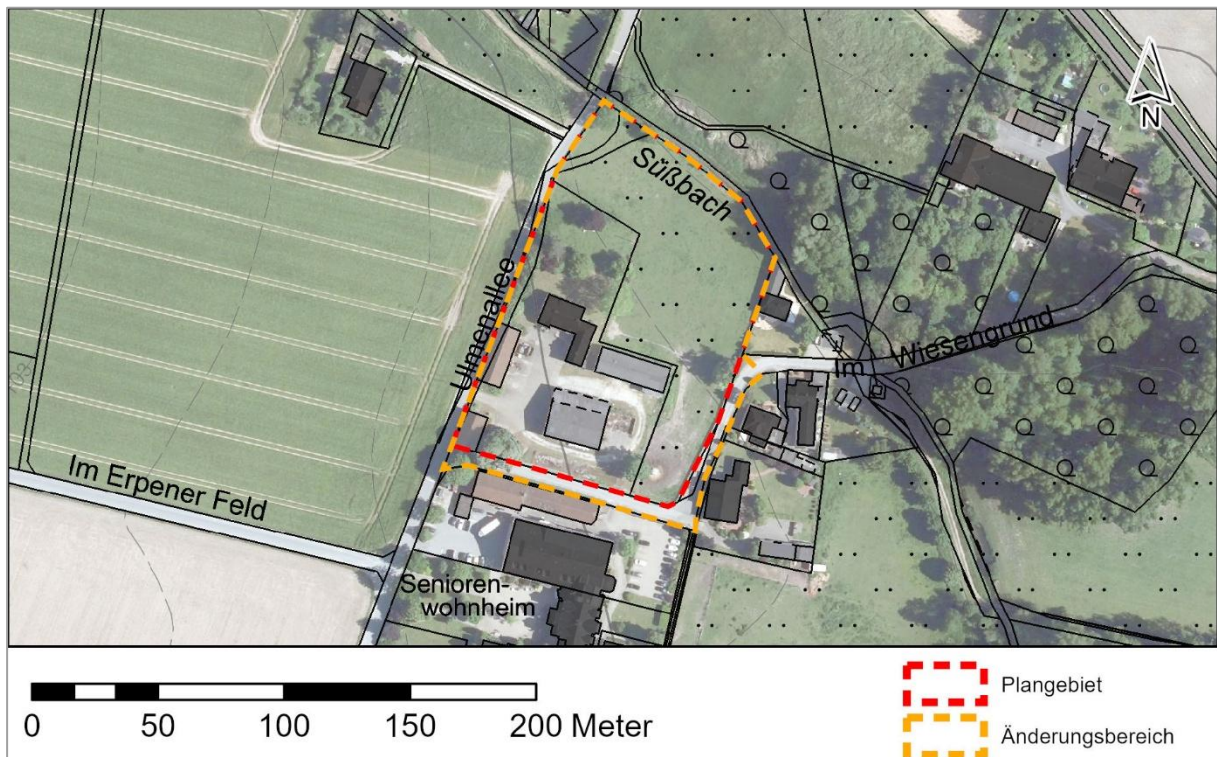 N
Süßbach
Ulmenallee
Im Wiesengrund
Im Erpener Feld
Senioren-
wohnheim
0 50 100 150 200 Meter
Plangebiet
Änderungsbereich